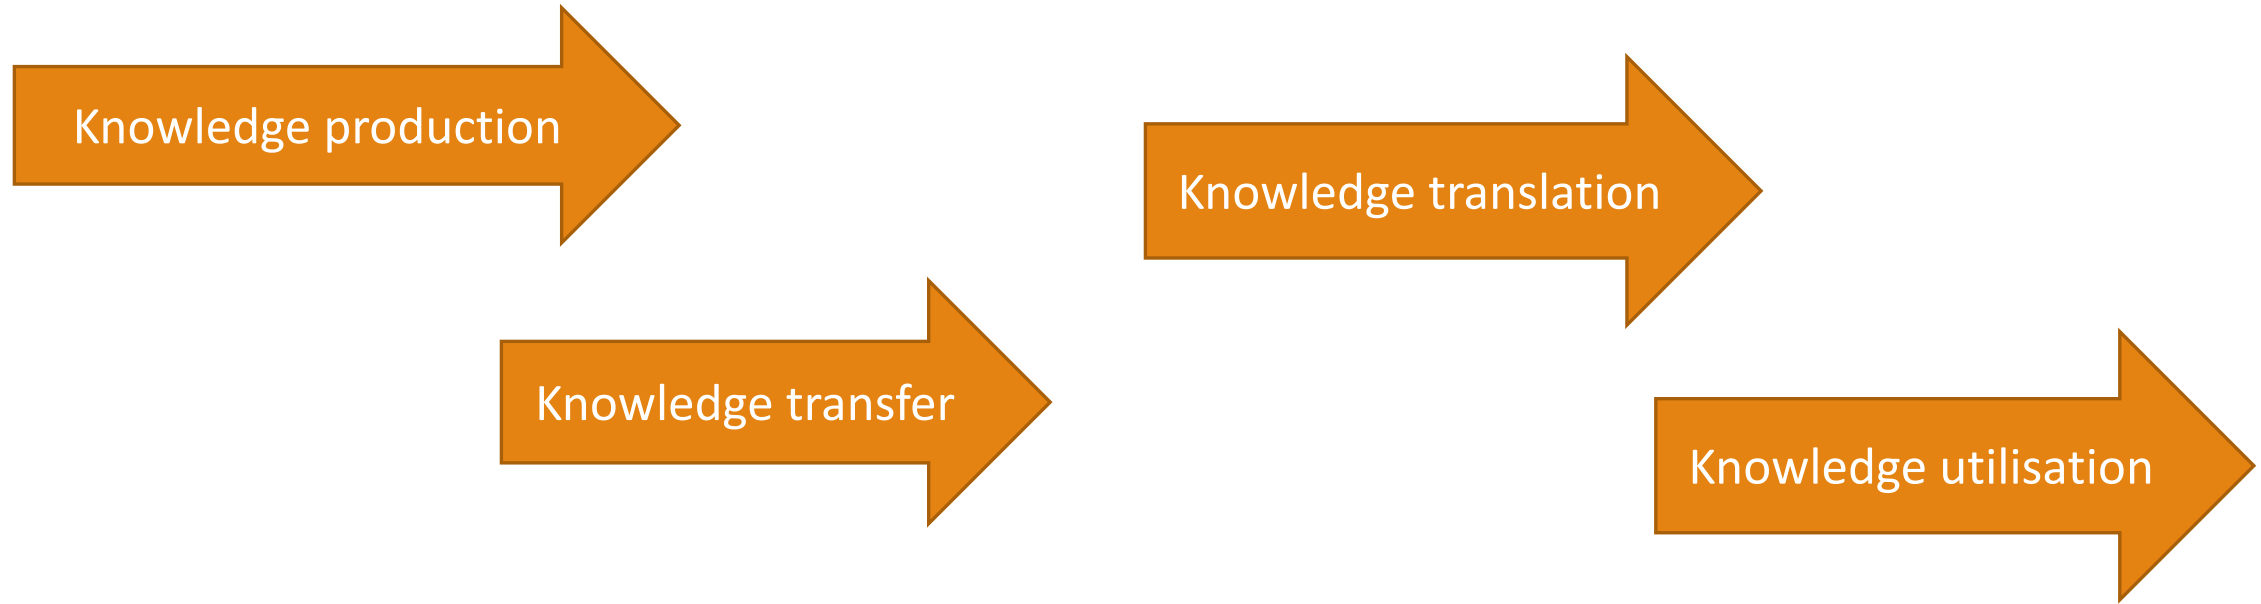 Knowledge production
Knowledge transfer
Knowledge translation
Knowledge utilisation